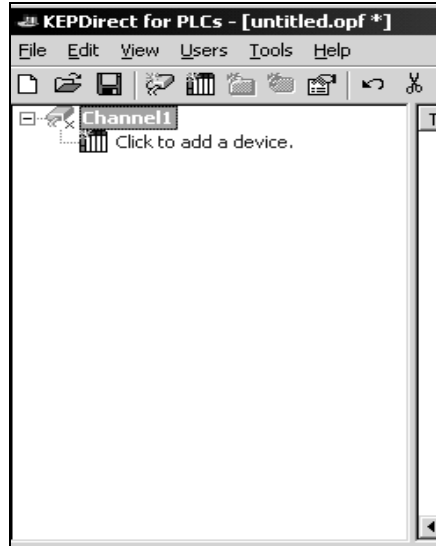 KEPDirect for PLCs - [untitled.opf *]
File Edit View Users Tools Help
Channel1
Click to add a device.
T